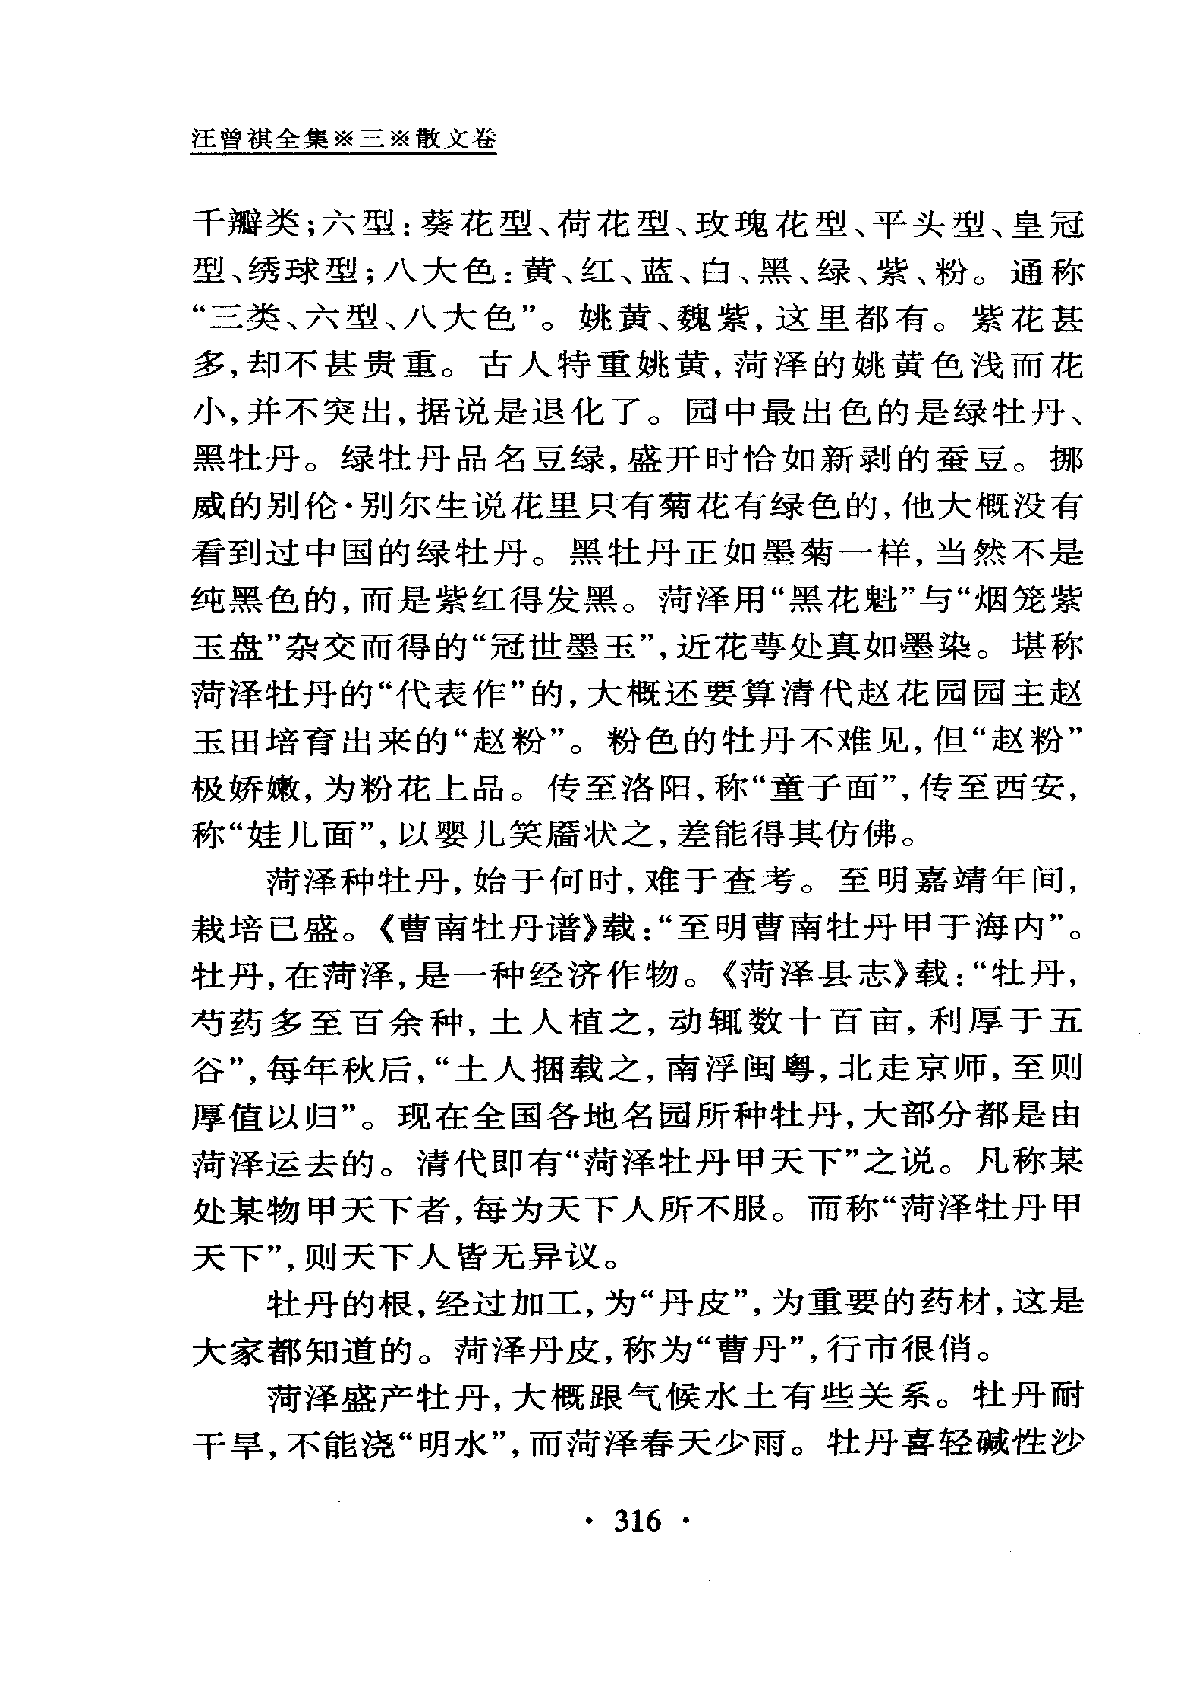 汪曾祺全集※三※散文卷
千瓣类;六型:葵花型、荷花型、玫瑰花型、平头型、皇冠
型、绣球型;八大色:黄、红、蓝、白、黑、绿、紫、粉。通称
“三类、六型、八大色”。姚黄、魏紫,这里都有。紫花甚
多,却不甚贵重。古人特重姚黄,菏泽的姚黄色浅而花
小,并不突出,据说是退化了。园中最出色的是绿牡丹、
黑牡丹。绿牡丹品名豆绿,盛开时恰如新剥的蚕豆。挪
威的别伦·别尔生说花里只有菊花有绿色的,他大概没有
看到过中国的绿牡丹。黑牡丹正如墨菊一样,当然不是
纯黑色的,而是紫红得发黑。菏泽用“黑花魁”与“烟笼紫
玉盘”杂交而得的“冠世墨玉”,近花萼处真如墨染。堪称
菏泽牡丹的“代表作”的,大概还要算清代赵花园园主赵
玉田培育出来的“赵粉”。粉色的牡丹不难见,但“赵粉”
极娇嫩,为粉花上品。传至洛阳,称“童子面”,传至西安,
称“娃儿面”,以婴儿笑靥状之,差能得其仿佛。
菏泽种牡丹,始于何时,难于查考。至明嘉靖年间,
栽培已盛。《曹南牡丹谱》载:“至明曹南牡丹甲于海内”。
牡丹,在菏泽,是一种经济作物。《菏泽县志》载:“牡丹,
芍药多至百余种,土人植之,动辄数十百亩,利厚于五
谷”,每年秋后,“土人捆载之,南浮闽粤,北走京师,至则
厚值以归”。现在全国各地名园所种牡丹,大部分都是由
菏泽运去的。清代即有“菏泽牡丹甲天下”之说。凡称某
处某物甲天下者,每为天下人所不服。而称“菏泽牡丹甲
天下”,则天下人皆无异议。
牡丹的根,经过加工,为“丹皮”,为重要的药材,这是
大家都知道的。菏泽丹皮,称为“曹丹”,行市很俏。
菏泽盛产牡丹,大概跟气候水土有些关系。牡丹耐
干旱,不能浇“明水”,而菏泽春天少雨。牡丹喜轻碱性沙
· 316 ·